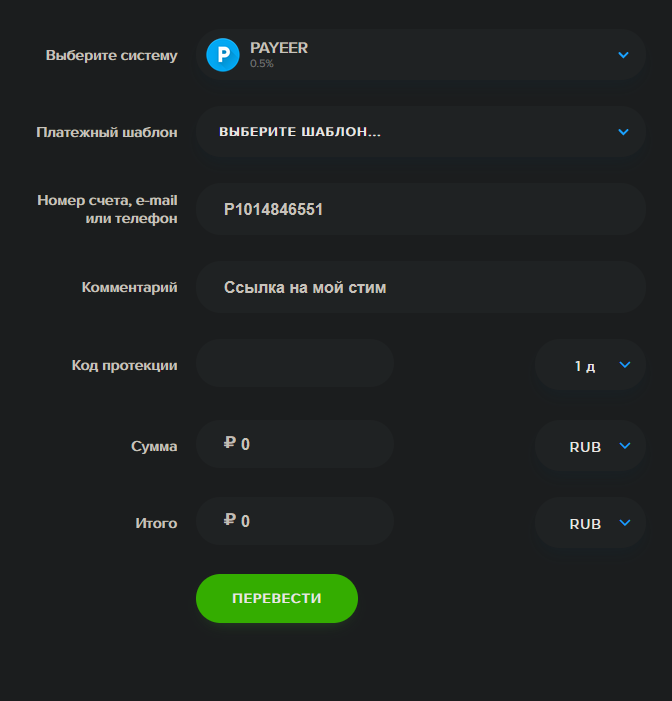 Выберите систему
PAYEER
0.5%
Платежный шаблон
ВЫБЕРИТЕ ШАБЛОН...
Номер счета, e-mail
или телефон
P1014846551
Комментарий
Ссылка на мой стим
Код протекции
1 д
Сумма
₽ 0
RUB
Итого
₽ 0
RUB
ПЕРЕВЕСТИ